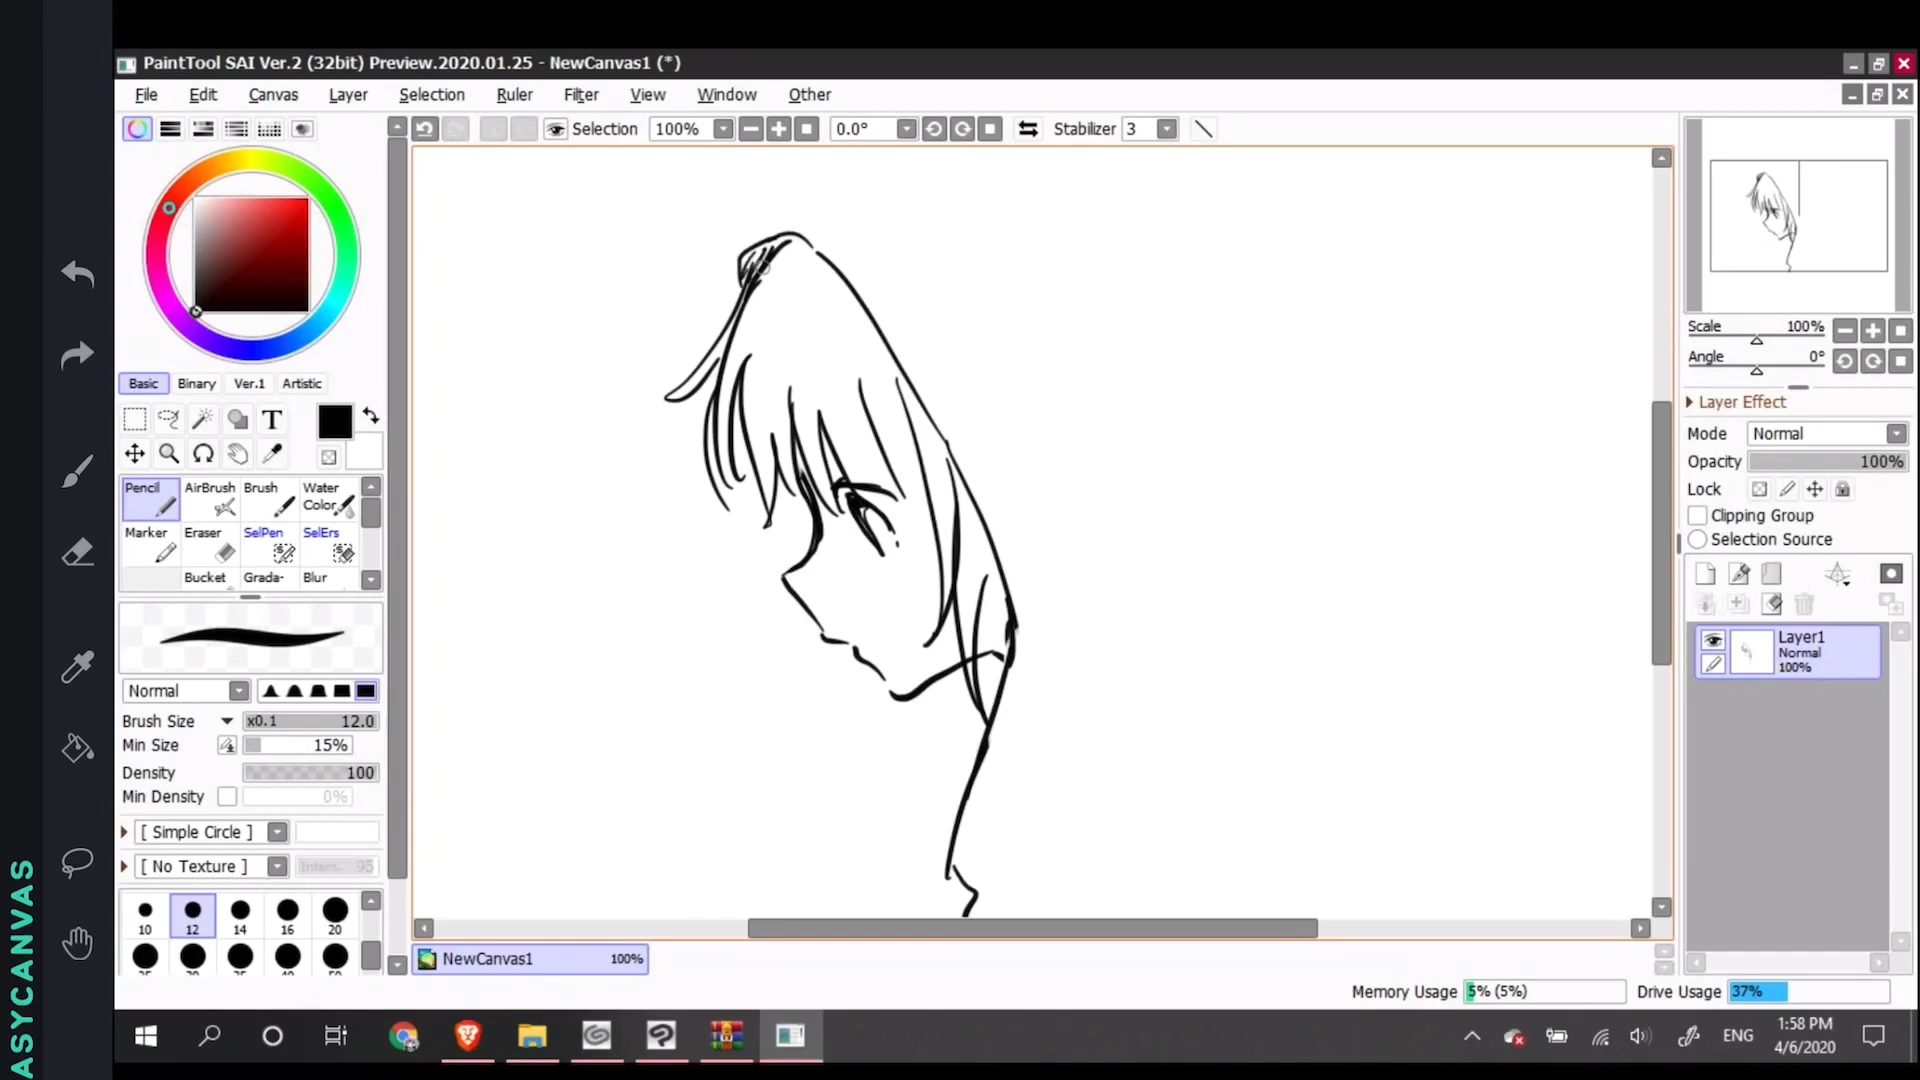 PaintTool SAI Ver.2 (32bit) Preview.2020.01.25 - NewCanvas1 (*)
File Edit Canvas Layer Selection Ruler Filter View Window Other
Selection 100% 0.0° Stabilizer 3
Basic Binary Ver.1 Artistic
T
Pencil AirBrush Brush Water Color
Marker Eraser SelPen SelErs
Bucket Grada- Blur
Normal
Brush Size x0.1 12.0
Min Size 15%
Density 100
Min Density 0%
[ Simple Circle ]
[ No Texture ] Intens. 95
10 12 14 16 20
Scale 100%
Angle 0°
Layer Effect
Mode Normal
Opacity 100%
Lock
Clipping Group
Selection Source
Layer1
Normal
100%
NewCanvas1 100%
Memory Usage 5% (5%) Drive Usage 37%
ENG
1:58 PM
4/6/2020
ASYCANVAS